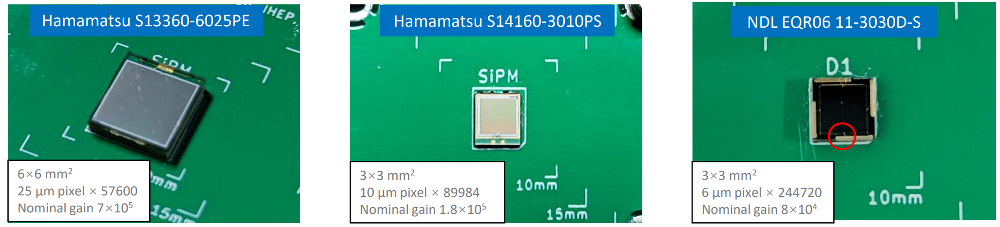 Hamamatsu S13360-6025PE
IHEP.
SiPM
6×6 mm²
25 µm pixel × 57600
Nominal gain 7×10⁵
15mm
Hamamatsu S14160-3010PS
SiPM
3×3 mm²
10 µm pixel × 89984
Nominal gain 1.8×10⁵
10mm
15mm
NDL EQR06 11-3030D-S
D1
3×3 mm²
6 µm pixel × 244720
Nominal gain 8×10⁴
10mm